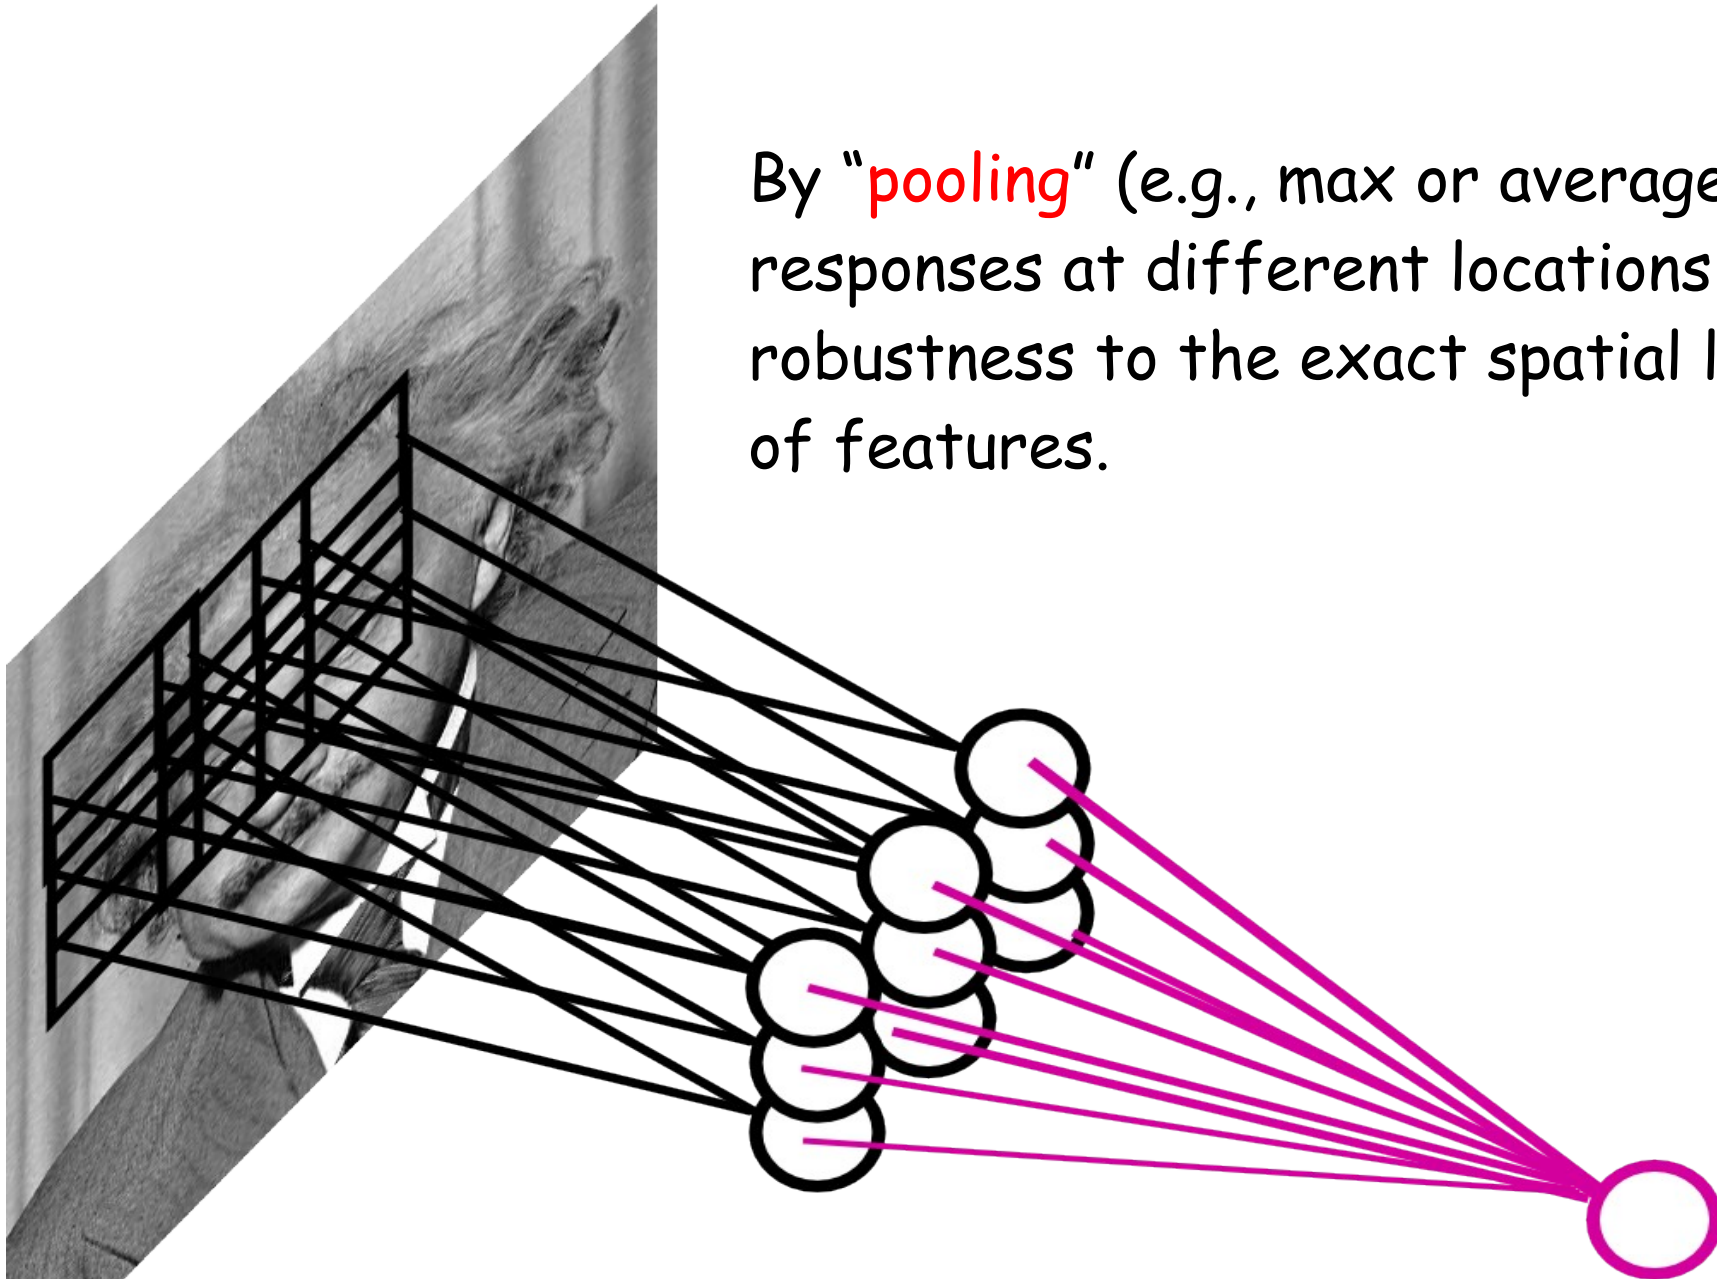 By “pooling” (e.g., max or average
responses at different locations
robustness to the exact spatial l
of features.